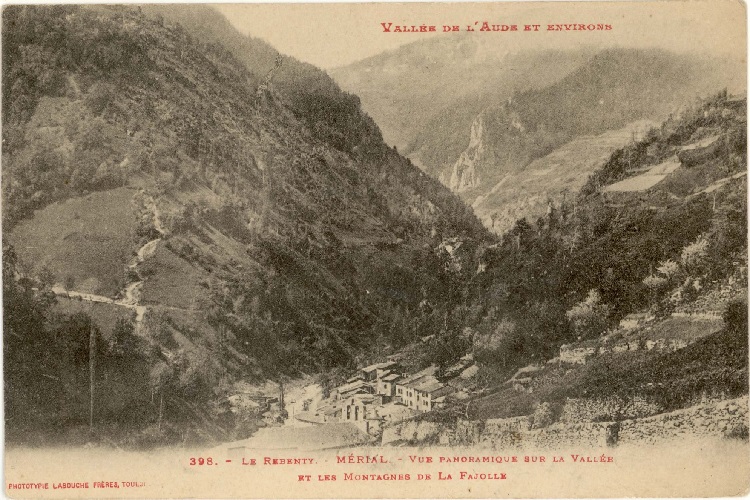 VALLÉE DE L'AUDE ET ENVIRONS
398. - LE REBENTY. - MÉRIAL. - VUE PANORAMIQUE SUR LA VALLÉE
ET LES MONTAGNES DE LA FAJOLLE
PHOTOTYPIE LABOUCHE FRÈRES,